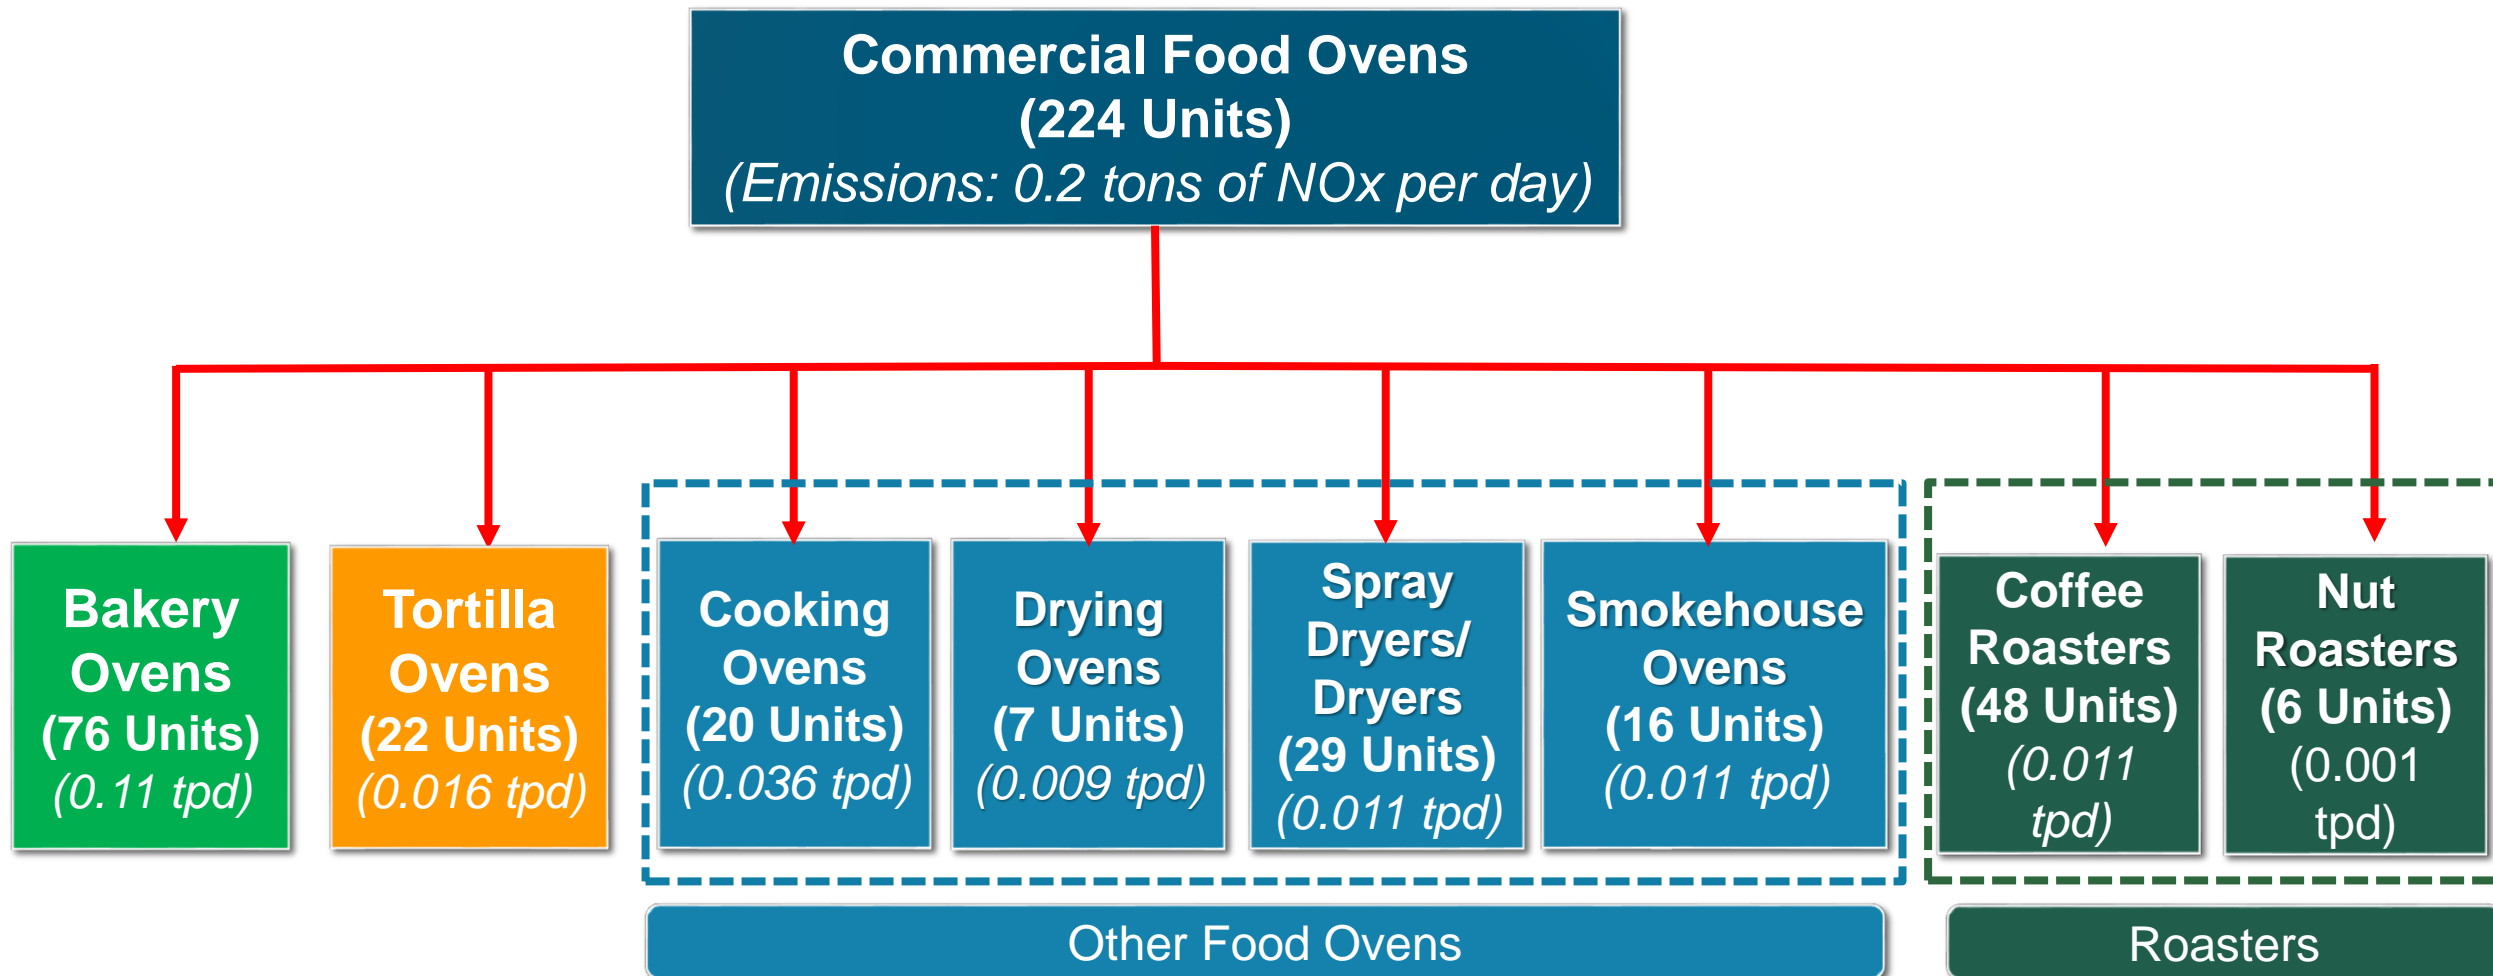 Commercial Food Ovens
(224 Units)
(Emissions: 0.2 tons of NOx per day)
Bakery
Ovens
(76 Units)
(0.11 tpd)
Tortilla
Ovens
(22 Units)
(0.016 tpd)
Cooking
Ovens
(20 Units)
(0.036 tpd)
Drying
Ovens
(7 Units)
(0.009 tpd)
Spray
Dryers/
Dryers
(29 Units)
(0.011 tpd)
Smokehouse
Ovens
(16 Units)
(0.011 tpd)
Coffee
Roasters
(48 Units)
(0.011
tpd)
Nut
Roasters
(6 Units)
(0.001
tpd)
Other Food Ovens
Roasters